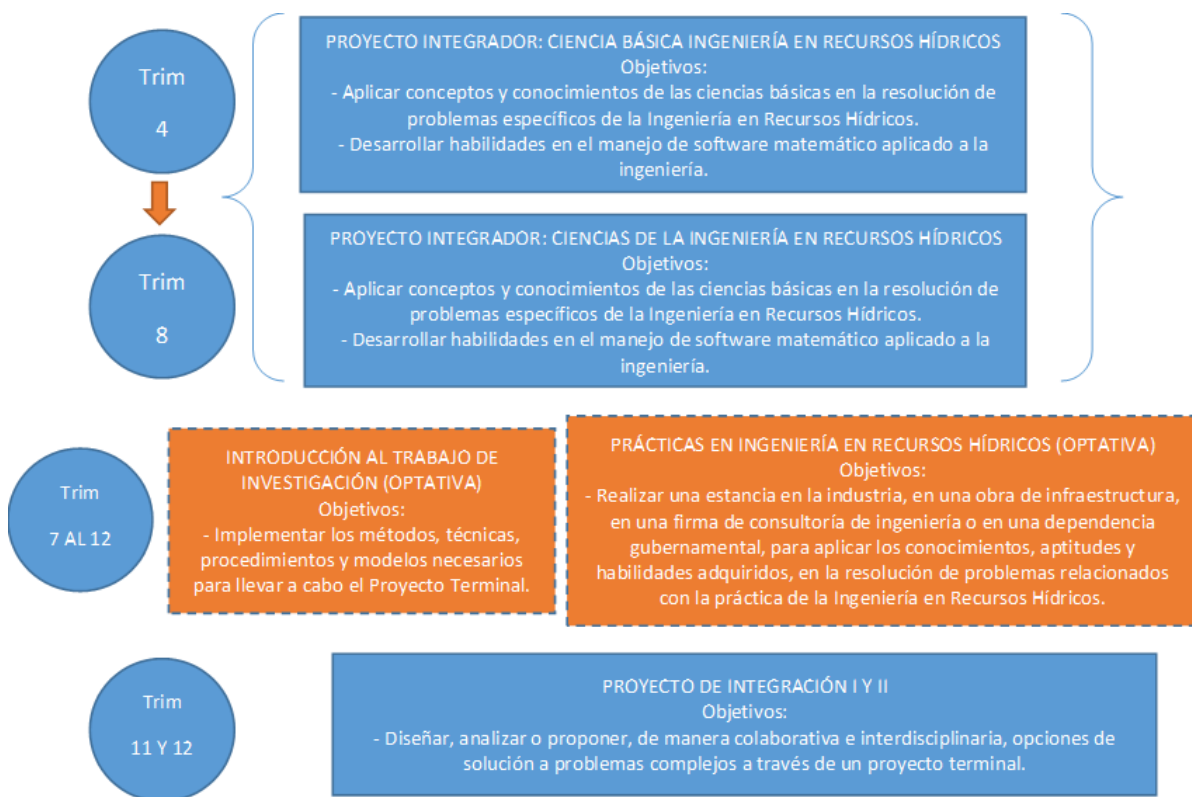 Trim
4
PROYECTO INTEGRADOR: CIENCIA BÁSICA INGENIERÍA EN RECURSOS HÍDRICOS
Objetivos:
- Aplicar conceptos y conocimientos de las ciencias básicas en la resolución de
problemas específicos de la Ingeniería en Recursos Hídricos.
- Desarrollar habilidades en el manejo de software matemático aplicado a la
ingeniería.
Trim
8
PROYECTO INTEGRADOR: CIENCIAS DE LA INGENIERÍA EN RECURSOS HÍDRICOS
Objetivos:
- Aplicar conceptos y conocimientos de las ciencias básicas en la resolución de
problemas específicos de la Ingeniería en Recursos Hídricos.
- Desarrollar habilidades en el manejo de software matemático aplicado a la
ingeniería.
Trim
7 AL 12
INTRODUCCIÓN AL TRABAJO DE
INVESTIGACIÓN (OPTATIVA)
Objetivos:
- Implementar los métodos, técnicas,
procedimientos y modelos necesarios
para llevar a cabo el Proyecto Terminal.
PRÁCTICAS EN INGENIERÍA EN RECURSOS HÍDRICOS (OPTATIVA)
Objetivos:
- Realizar una estancia en la industria, en una obra de infraestructura,
en una firma de consultoría de ingeniería o en una dependencia
gubernamental, para aplicar los conocimientos, aptitudes y
habilidades adquiridos, en la resolución de problemas relacionados
con la práctica de la Ingeniería en Recursos Hídricos.
Trim
11 Y 12
PROYECTO DE INTEGRACIÓN I Y II
Objetivos:
- Diseñar, analizar o proponer, de manera colaborativa e interdisciplinaria, opciones de
solución a problemas complejos a través de un proyecto terminal.